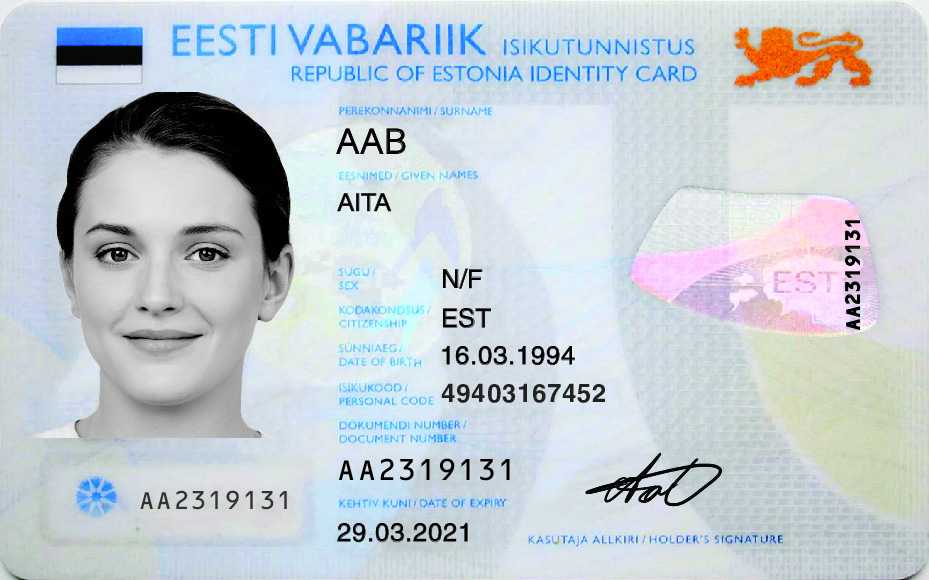 EESTI VABARIIK ISIKUTUNNISTUS
REPUBLIC OF ESTONIA IDENTITY CARD
PEREKONNANIMI / SURNAME
AAB
EESNIMED / GIVEN NAMES
AITA
SUGU /
SEX
N/F
KODAKONDSUS /
CITIZENSHIP
EST
SÜNNIAEG /
DATE OF BIRTH
16.03.1994
ISIKUKOOD /
PERSONAL CODE
49403167452
DOKUMENDI NUMBER /
DOCUMENT NUMBER
AA2319131
KEHTIV KUNI / DATE OF EXPIRY
29.03.2021
AA2319131
EST
AA2319131
KASUTAJA ALLKIRI / HOLDER'S SIGNATURE